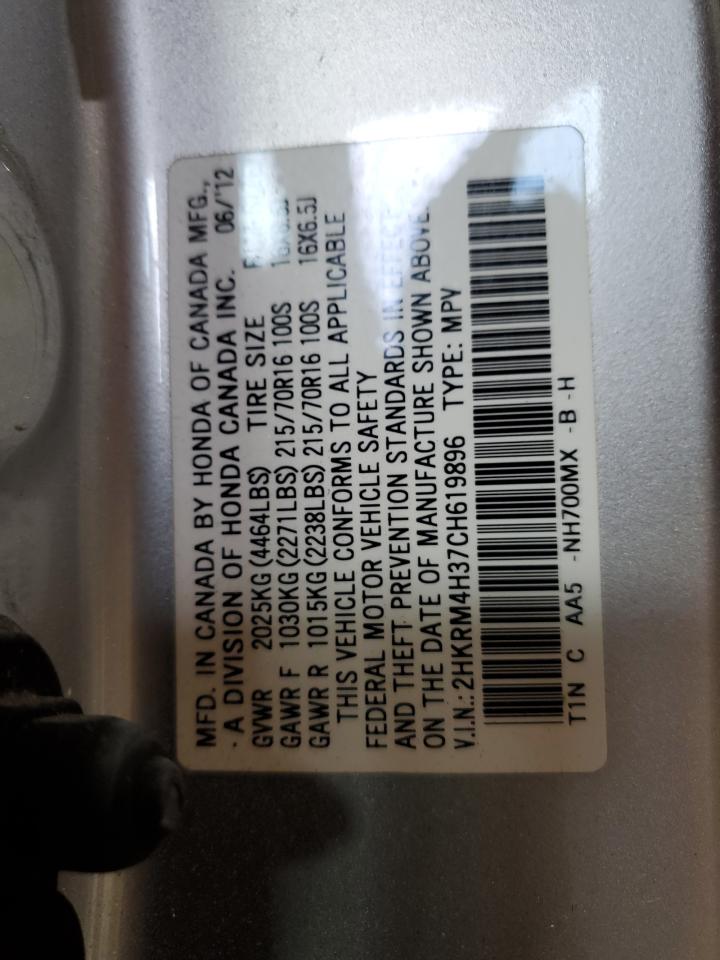 MFD. IN CANADA BY HONDA OF CANADA MFG.,
· A DIVISION OF HONDA CANADA INC. 06/'12
GVWR 2025KG (4464LBS) TIRE SIZE
GAWR F 1030KG (2271LBS) 215/70R16 100S
GAWR R 1015KG (2238LBS) 215/70R16 100S 16X6.5J
THIS VEHICLE CONFORMS TO ALL APPLICABLE
FEDERAL MOTOR VEHICLE SAFETY
AND THEFT PREVENTION STANDARDS IN EFFECT
ON THE DATE OF MANUFACTURE SHOWN ABOVE.
V.I.N.: 2HKRM4H37CH619896 TYPE: MPV
T1N C AA5 -NH700MX -B -H